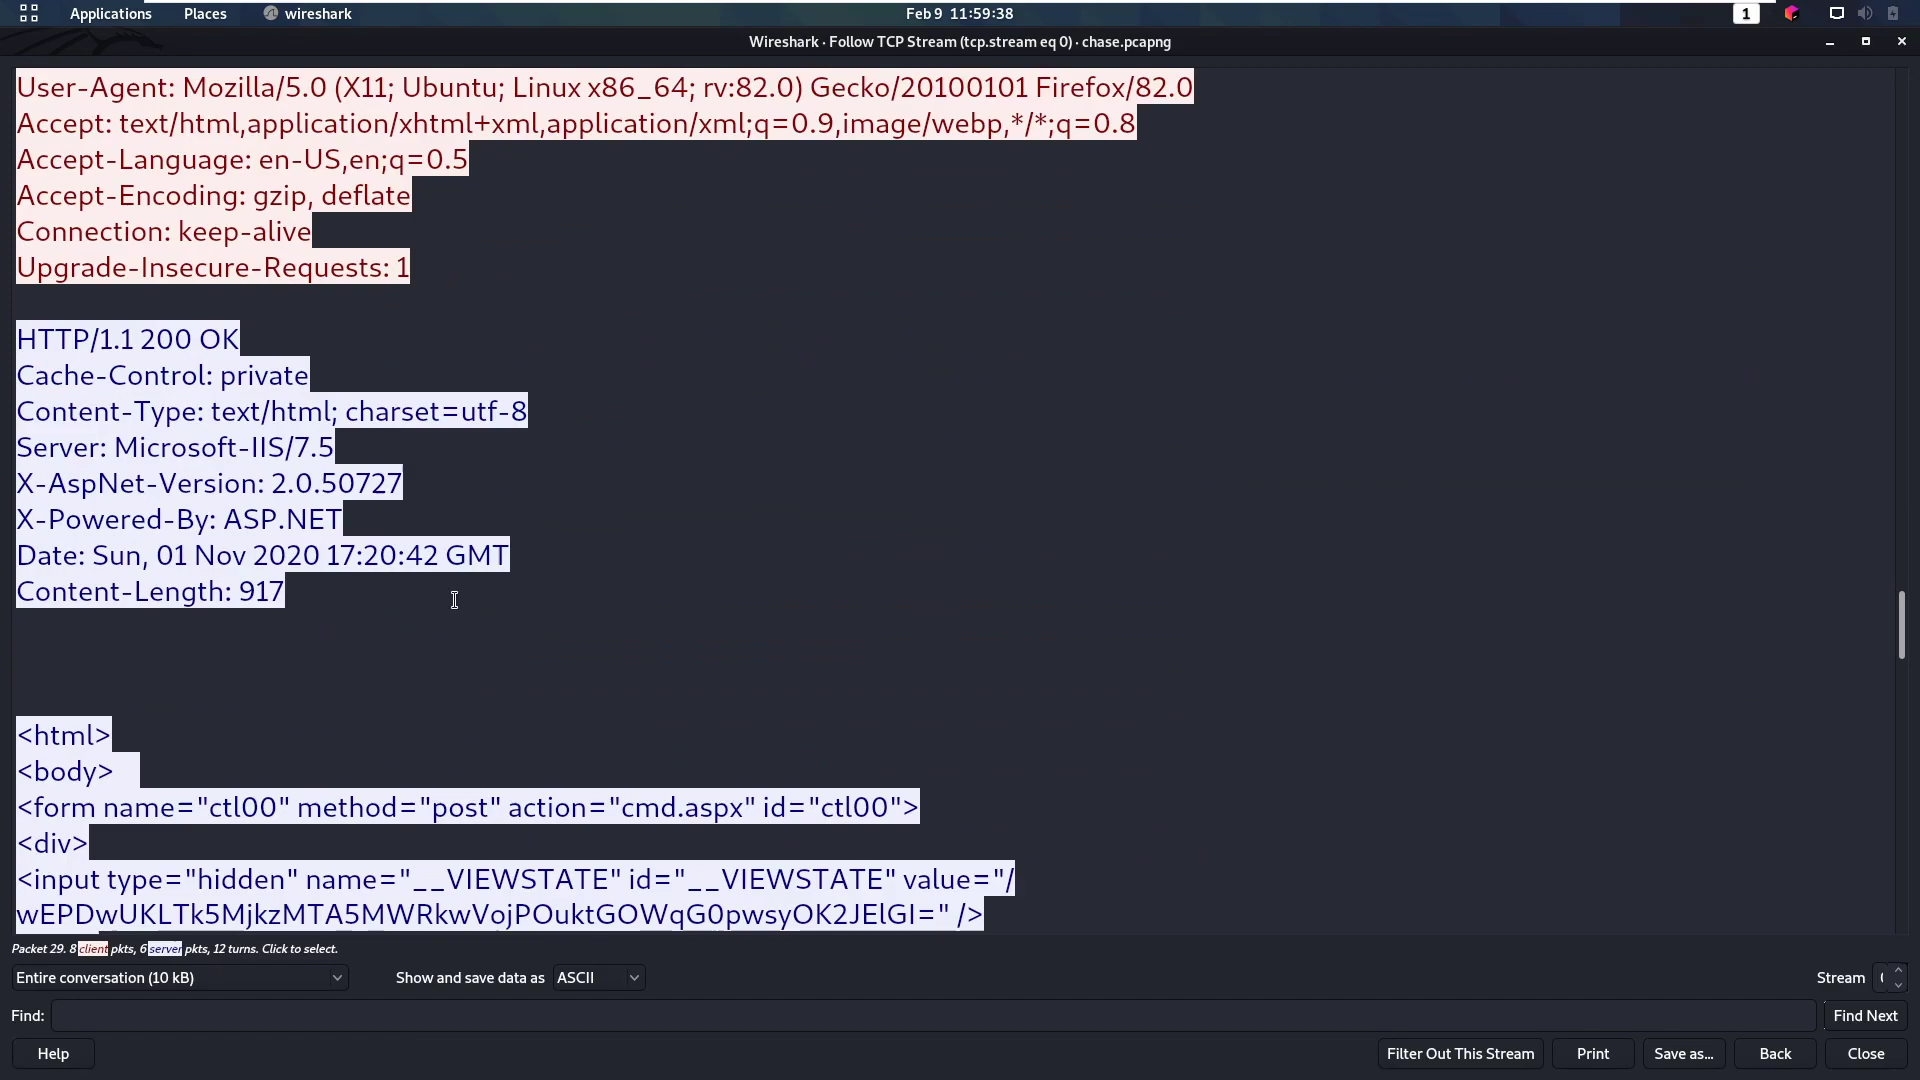 Applications Places wireshark Feb 9 11:59:38 1
Wireshark · Follow TCP Stream (tcp.stream eq 0) · chase.pcapng
User-Agent: Mozilla/5.0 (X11; Ubuntu; Linux x86_64; rv:82.0) Gecko/20100101 Firefox/82.0
Accept: text/html,application/xhtml+xml,application/xml;q=0.9,image/webp,*/*;q=0.8
Accept-Language: en-US,en;q=0.5
Accept-Encoding: gzip, deflate
Connection: keep-alive
Upgrade-Insecure-Requests: 1
HTTP/1.1 200 OK
Cache-Control: private
Content-Type: text/html; charset=utf-8
Server: Microsoft-IIS/7.5
X-AspNet-Version: 2.0.50727
X-Powered-By: ASP.NET
Date: Sun, 01 Nov 2020 17:20:42 GMT
Content-Length: 917
<html>
<body>
<form name="ctl00" method="post" action="cmd.aspx" id="ctl00">
<div>
<input type="hidden" name="__VIEWSTATE" id="__VIEWSTATE" value="/
wEPDwUKLTk5MjkzMTA5MWRkwVojPOuktGOWqG0pwsyOK2JElGI=" />
Packet 29. 8 client pkts, 6 server pkts, 12 turns. Click to select.
Entire conversation (10 kB) Show and save data as ASCII Stream
Find: Find Next
Help Filter Out This Stream Print Save as... Back Close